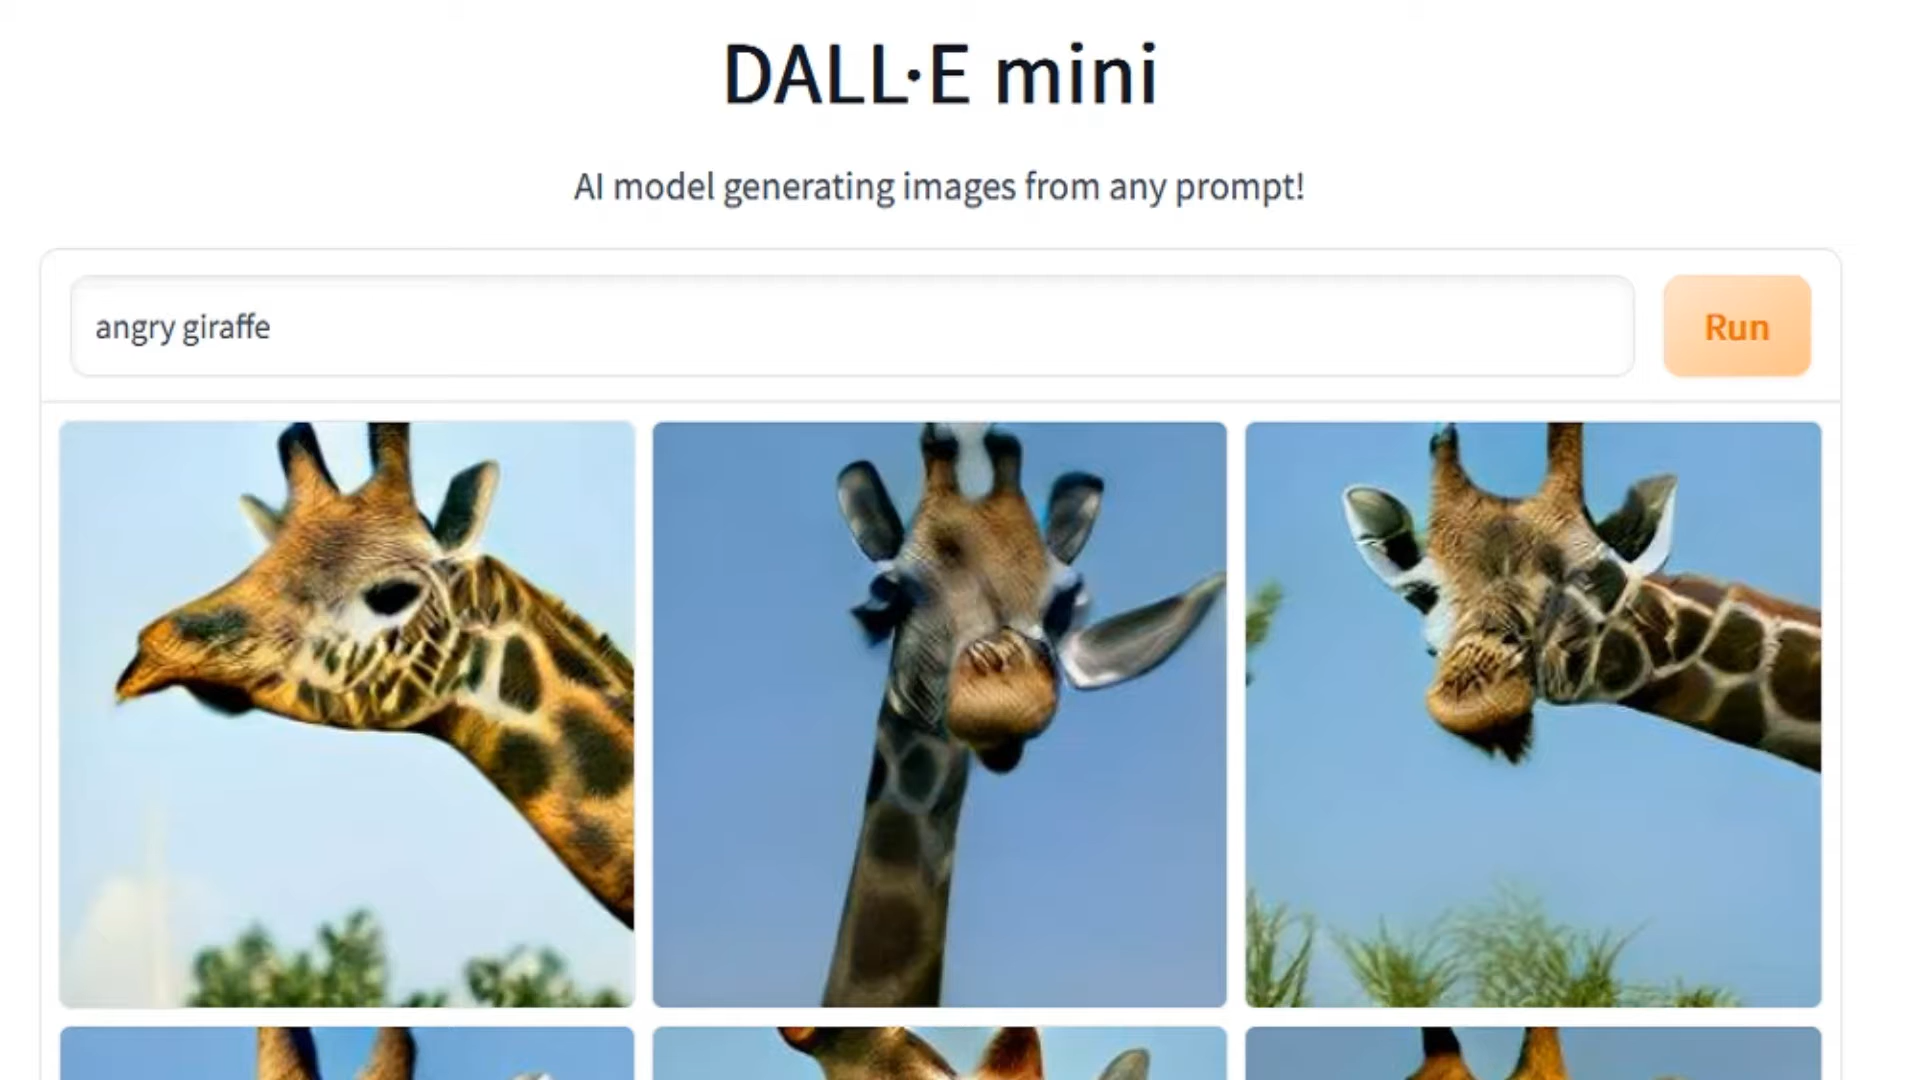 DALL·E mini
AI model generating images from any prompt!
angry giraffe
Run